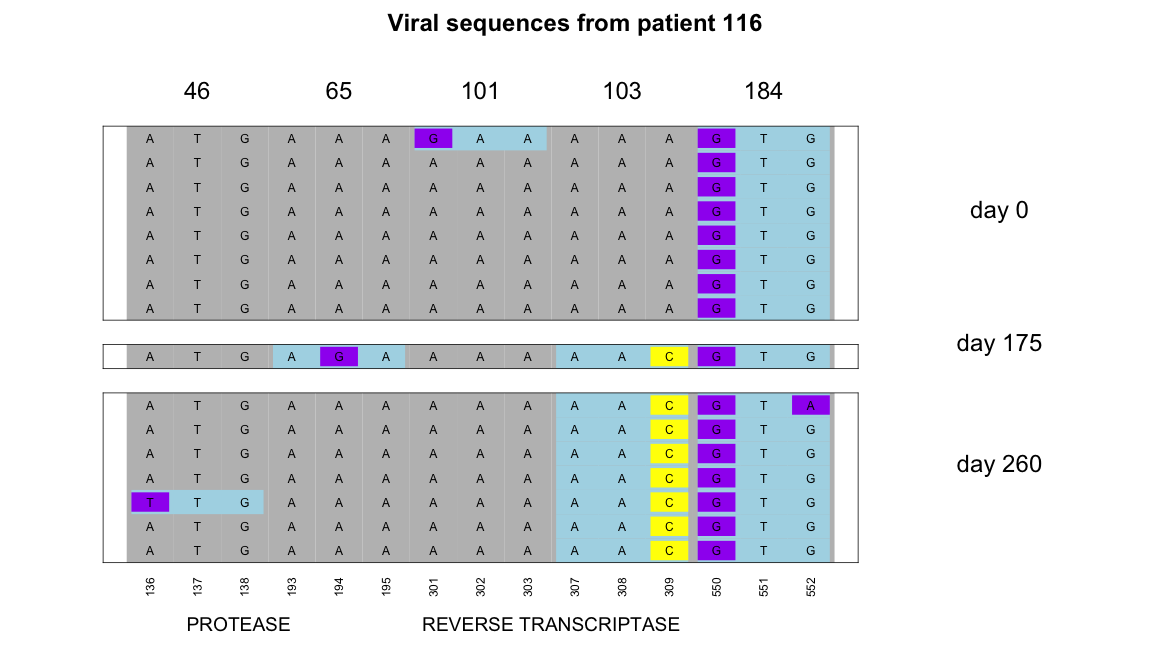 Viral sequences from patient 116
46 65 101 103 184
A T G A A A G A A A A A G T G
A T G A A A A A A A A A G T G
A T G A A A A A A A A A G T G
A T G A A A A A A A A A G T G
day 0
A T G A A A A A A A A A G T G
A T G A A A A A A A A A G T G
A T G A A A A A A A A A G T G
A T G A A A A A A A A A G T G
day 175
A T G A G A A A A A A C G T G
A T G A A A A A A A A C G T A
A T G A A A A A A A A C G T G
A T G A A A A A A A A C G T G
day 260
A T G A A A A A A A A C G T G
T T G A A A A A A A A C G T G
A T G A A A A A A A A C G T G
A T G A A A A A A A A C G T G
136 137 138 193 194 195 301 302 303 307 308 309 550 551 552
PROTEASE REVERSE TRANSCRIPTASE